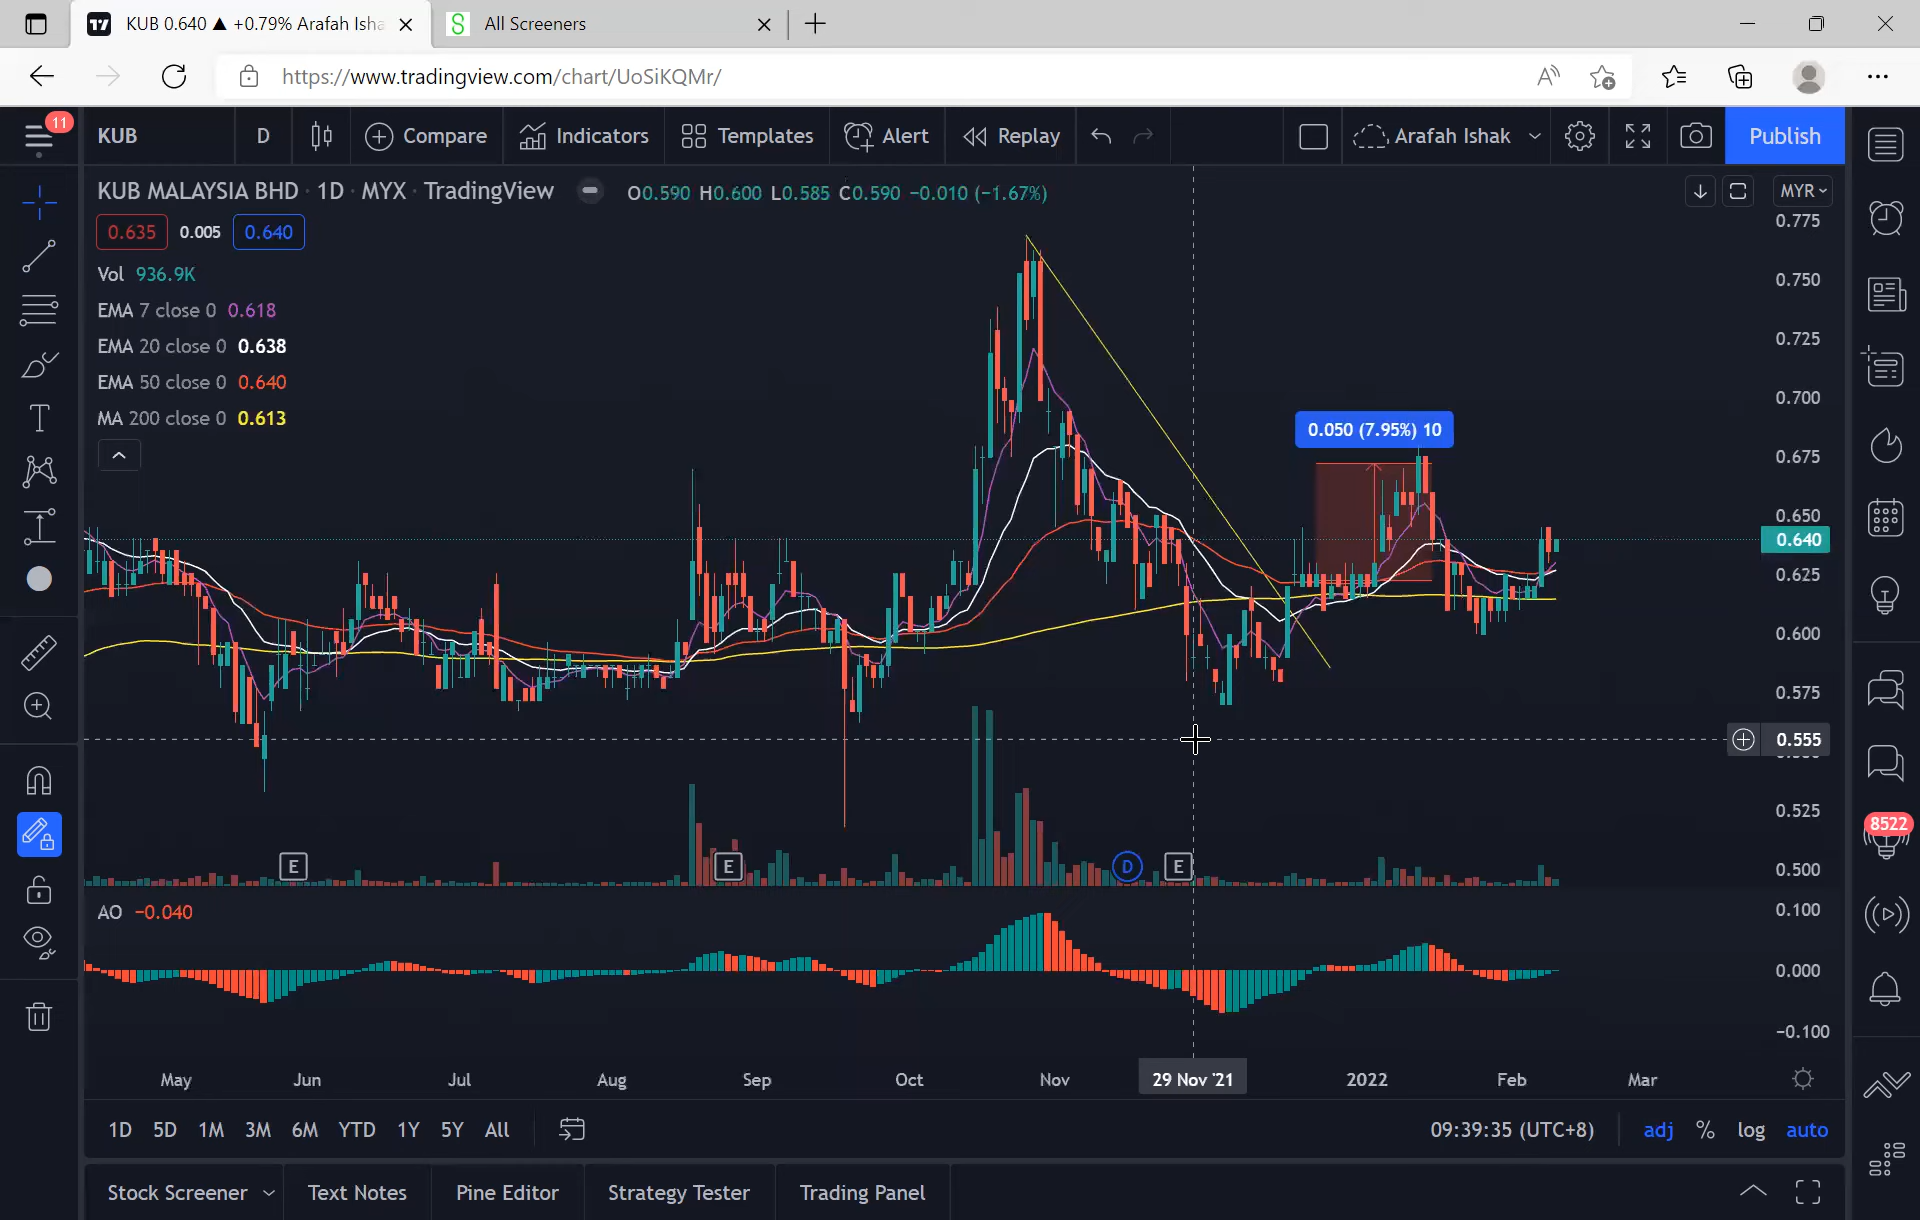 KUB 0.640 ▲ +0.79% Arafah Isha
All Screeners
https://www.tradingview.com/chart/UoSiKQMr/
11
KUB
D
Compare
Indicators
Templates
Alert
Replay
Arafah Ishak
Publish
KUB MALAYSIA BHD · 1D · MYX · TradingView
O0.590 H0.600 L0.585 C0.590 −0.010 (−1.67%)
MYR
0.635 0.005 0.640
Vol 936.9K
EMA 7 close 0 0.618
EMA 20 close 0 0.638
EMA 50 close 0 0.640
MA 200 close 0 0.613
0.050 (7.95%) 10
0.775
0.750
0.725
0.700
0.675
0.650
0.640
0.625
0.600
0.575
0.555
0.525
0.500
8522
E
E
D
E
AO −0.040
0.100
0.000
−0.100
May Jun Jul Aug Sep Oct Nov 29 Nov '21 2022 Feb Mar
1D 5D 1M 3M 6M YTD 1Y 5Y All
09:39:35 (UTC+8)
adj % log auto
Stock Screener Text Notes Pine Editor Strategy Tester Trading Panel